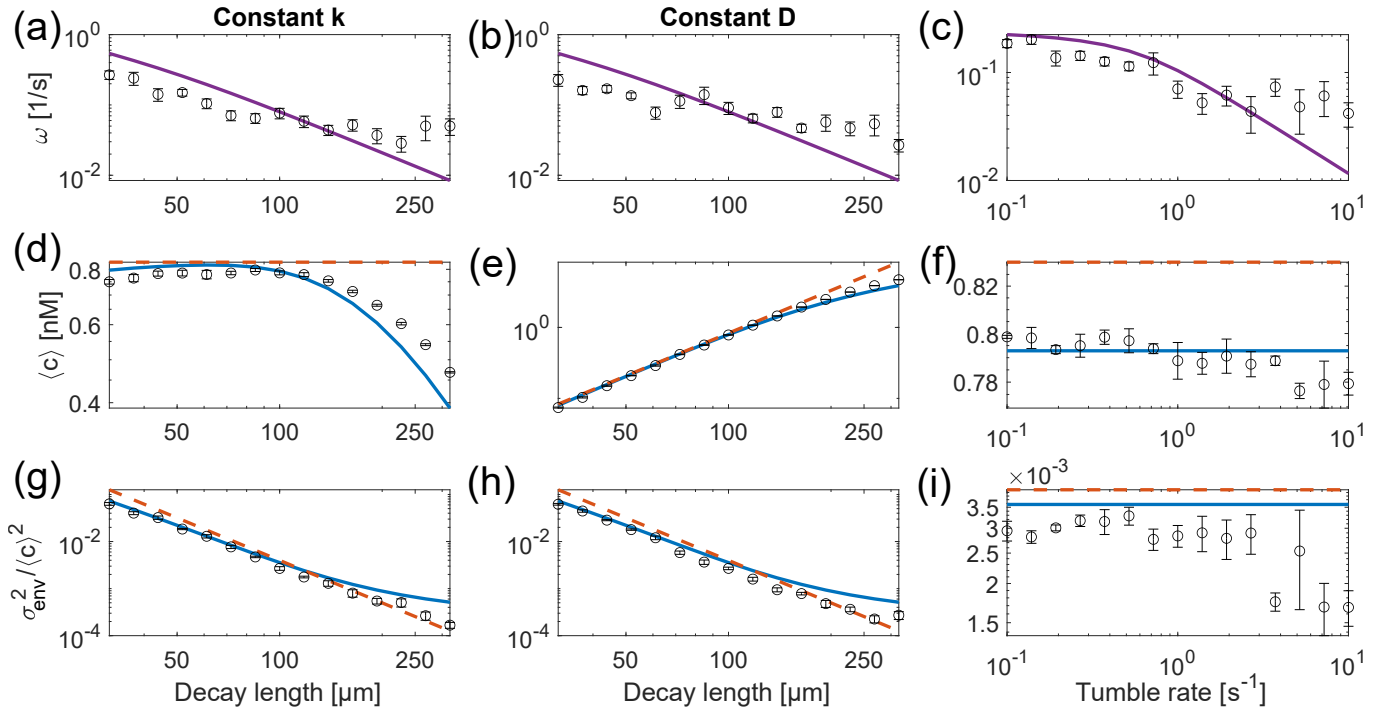 Constant k
Constant D
(a)
10^0
10^-2
ω [1/s]
50
100
250
(b)
10^0
10^-2
50
100
250
(c)
10^-1
10^-2
10^-1
10^0
10^1
(d)
0.8
0.6
0.4
⟨c⟩ [nM]
50
100
250
(e)
10^0
50
100
250
(f)
0.82
0.8
0.78
10^-1
10^0
10^1
(g)
10^-2
10^-4
σ_env^2/⟨c⟩^2
50
100
250
Decay length [μm]
(h)
10^-2
10^-4
50
100
250
Decay length [μm]
(i)
×10^-3
3.5
3
2.5
2
1.5
10^-1
10^0
10^1
Tumble rate [s^-1]